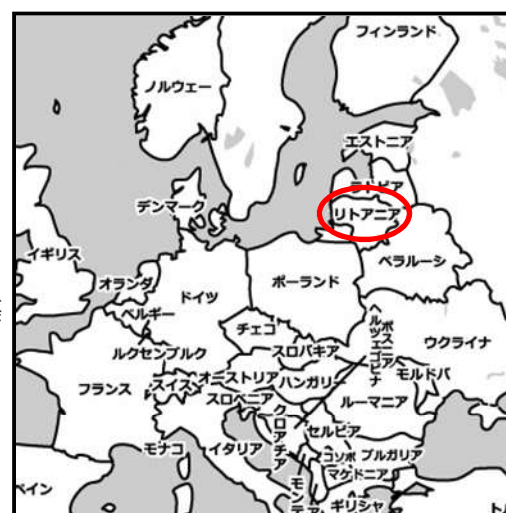 フィンランド
ノルウェー
エストニア
ラトビア
デンマーク
リトアニア
イギリス
オランダ
ベラルーシ
ポーランド
ドイツ
ベルギー
チェコ
ウクライナ
ルクセンブルク
スロバキア
ボスニア
ヘルツェゴビナ
モルドバ
フランス
スイス
オーストリア
ハンガリー
スロベニア
ルーマニア
クロアチア
セルビア
モナコ
イタリア
コソボ
ブルガリア
マケドニア
ペイン
モンテ
ギリシャ